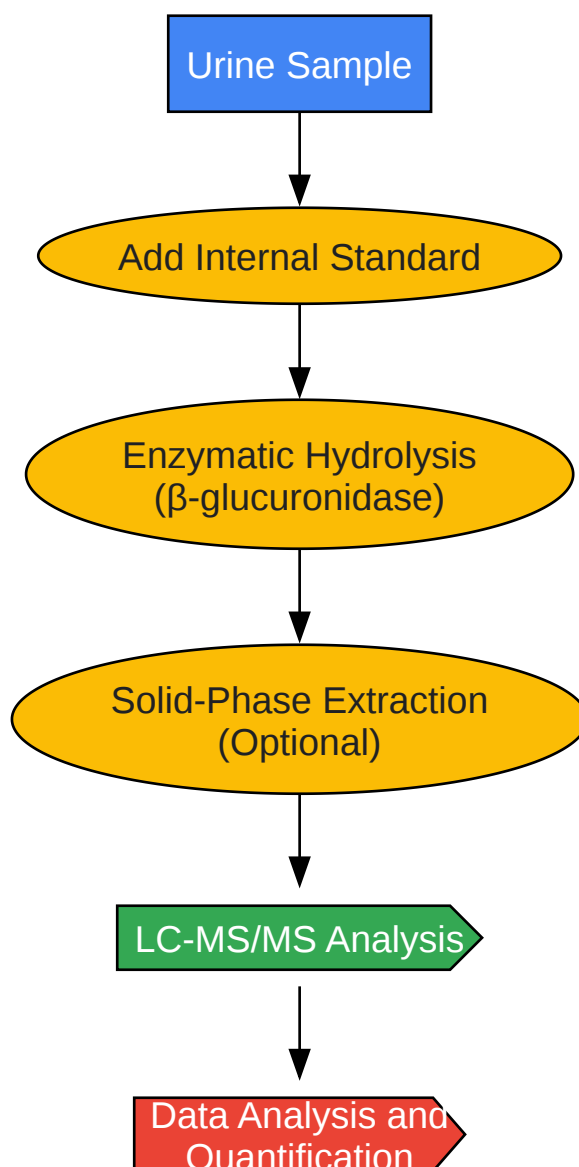 Urine Sample
Add Internal Standard
Enzymatic Hydrolysis
(β-glucuronidase)
Solid-Phase Extraction
(Optional)
LC-MS/MS Analysis
Data Analysis and
Quantification